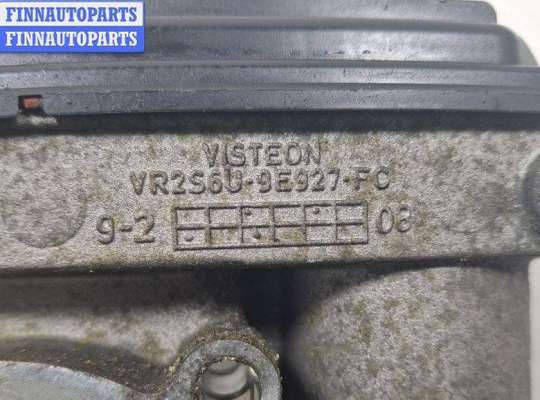 FINNAUTOPARTS
FINNAUTOPARTS
VISTEON
VR2S6U-9E927-FC
9-2 08